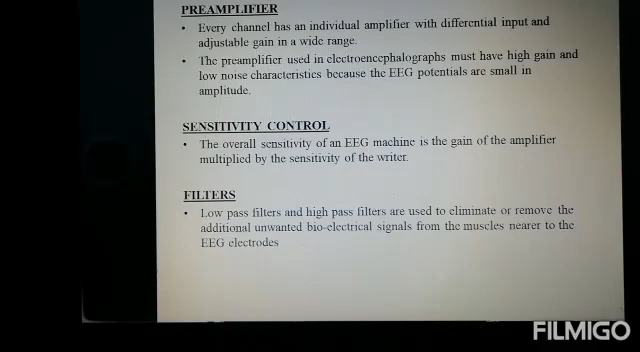 PREAMPLIFIER
• Every channel has an individual amplifier with differential input and
adjustable gain in a wide range.
• The preamplifier used in electroencephalographs must have high gain and
low noise characteristics because the EEG potentials are small in
amplitude.
SENSITIVITY CONTROL
• The overall sensitivity of an EEG machine is the gain of the amplifier
multiplied by the sensitivity of the writer.
FILTERS
• Low pass filters and high pass filters are used to eliminate or remove the
additional unwanted bio-electrical signals from the muscles nearer to the
EEG electrodes
FILMIGO